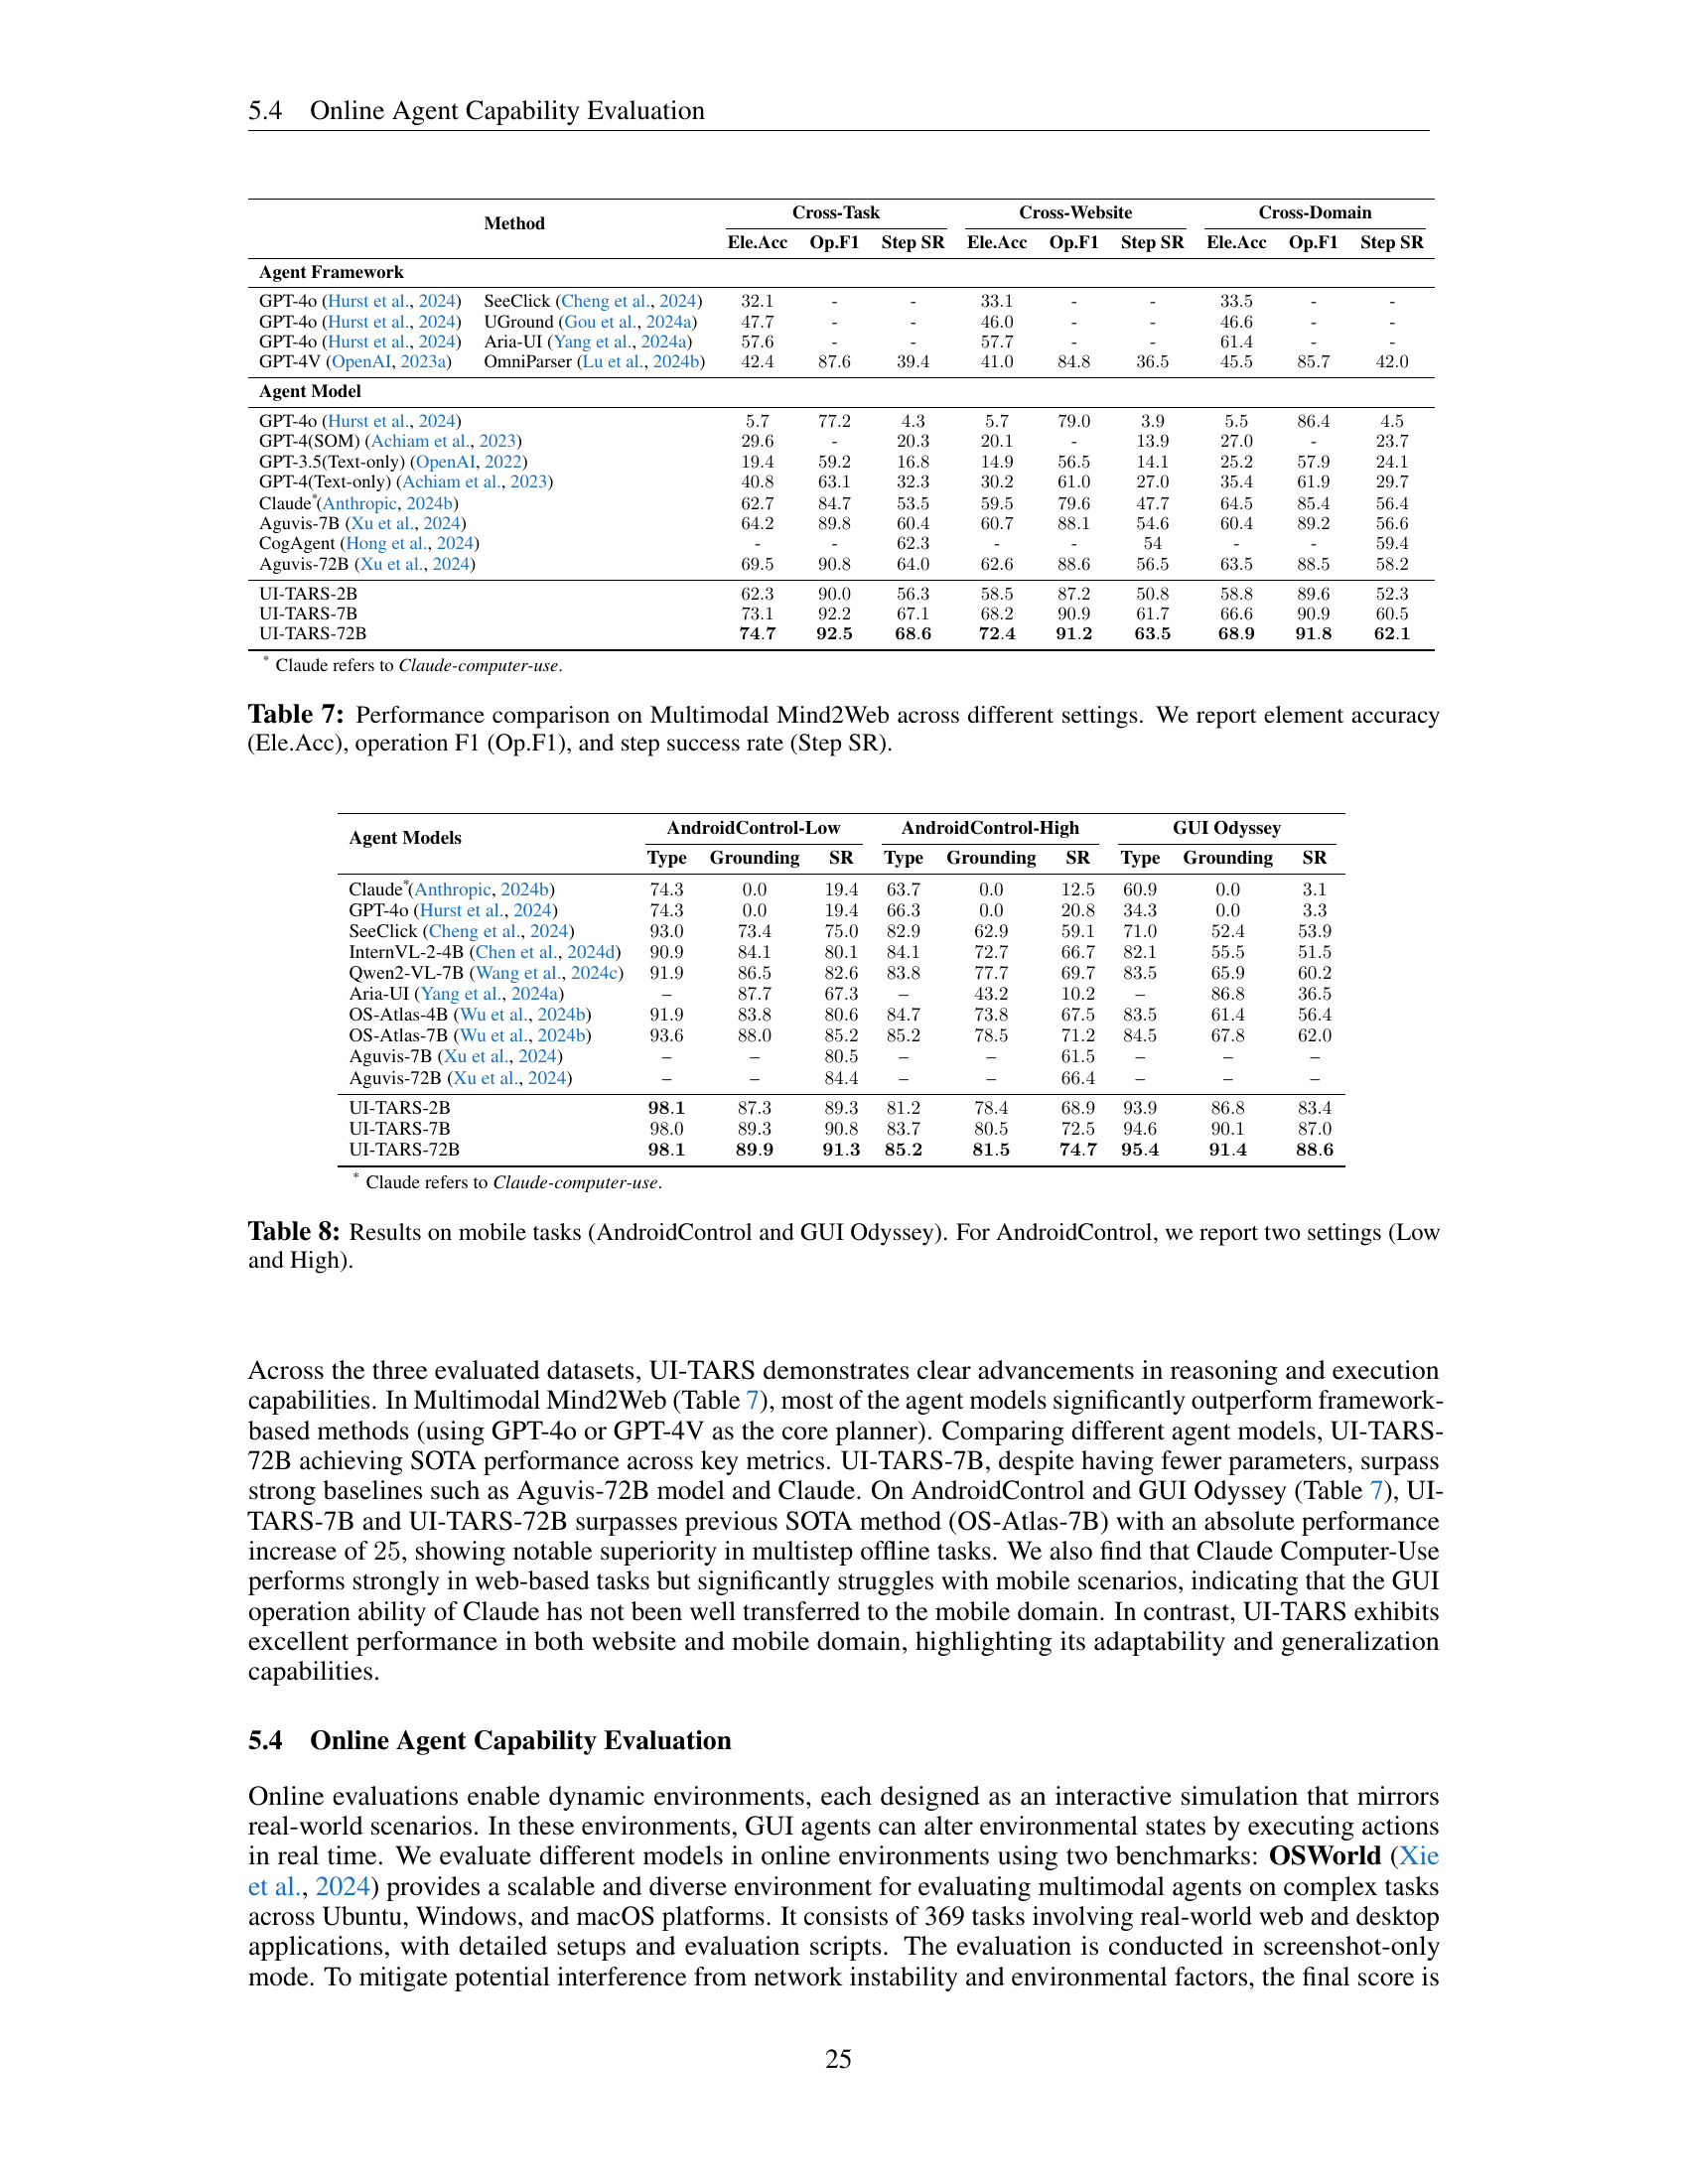 5.4 Online Agent Capability Evaluation
Method Cross-Task Cross-Website Cross-Domain
Ele.Acc Op.F1 Step SR Ele.Acc Op.F1 Step SR Ele.Acc Op.F1 Step SR
Agent Framework
GPT-4o (Hurst et al., 2024) SeeClick (Cheng et al., 2024) 32.1 - - 33.1 - - 33.5 - -
GPT-4o (Hurst et al., 2024) UGround (Gou et al., 2024a) 47.7 - - 46.0 - - 46.6 - -
GPT-4o (Hurst et al., 2024) Aria-UI (Yang et al., 2024a) 57.6 - - 57.7 - - 61.4 - -
GPT-4V (OpenAI, 2023a) OmniParser (Lu et al., 2024b) 42.4 87.6 39.4 41.0 84.8 36.5 45.5 85.7 42.0
Agent Model
GPT-4o (Hurst et al., 2024) 5.7 77.2 4.3 5.7 79.0 3.9 5.5 86.4 4.5
GPT-4(SOM) (Achiam et al., 2023) 29.6 - 20.3 20.1 - 13.9 27.0 - 23.7
GPT-3.5(Text-only) (OpenAI, 2022) 19.4 59.2 16.8 14.9 56.5 14.1 25.2 57.9 24.1
GPT-4(Text-only) (Achiam et al., 2023) 40.8 63.1 32.3 30.2 61.0 27.0 35.4 61.9 29.7
Claude*(Anthropic, 2024b) 62.7 84.7 53.5 59.5 79.6 47.7 64.5 85.4 56.4
Aguvis-7B (Xu et al., 2024) 64.2 89.8 60.4 60.7 88.1 54.6 60.4 89.2 56.6
CogAgent (Hong et al., 2024) - - 62.3 - - 54 - - 59.4
Aguvis-72B (Xu et al., 2024) 69.5 90.8 64.0 62.6 88.6 56.5 63.5 88.5 58.2
UI-TARS-2B 62.3 90.0 56.3 58.5 87.2 50.8 58.8 89.6 52.3
UI-TARS-7B 73.1 92.2 67.1 68.2 90.9 61.7 66.6 90.9 60.5
UI-TARS-72B 74.7 92.5 68.6 72.4 91.2 63.5 68.9 91.8 62.1
* Claude refers to Claude-computer-use.
Table 7: Performance comparison on Multimodal Mind2Web across different settings. We report element accuracy
(Ele.Acc), operation F1 (Op.F1), and step success rate (Step SR).
Agent Models AndroidControl-Low AndroidControl-High GUI Odyssey
Type Grounding SR Type Grounding SR Type Grounding SR
Claude*(Anthropic, 2024b) 74.3 0.0 19.4 63.7 0.0 12.5 60.9 0.0 3.1
GPT-4o (Hurst et al., 2024) 74.3 0.0 19.4 66.3 0.0 20.8 34.3 0.0 3.3
SeeClick (Cheng et al., 2024) 93.0 73.4 75.0 82.9 62.9 59.1 71.0 52.4 53.9
InternVL-2-4B (Chen et al., 2024d) 90.9 84.1 80.1 84.1 72.7 66.7 82.1 55.5 51.5
Qwen2-VL-7B (Wang et al., 2024c) 91.9 86.5 82.6 83.8 77.7 69.7 83.5 65.9 60.2
Aria-UI (Yang et al., 2024a) – 87.7 67.3 – 43.2 10.2 – 86.8 36.5
OS-Atlas-4B (Wu et al., 2024b) 91.9 83.8 80.6 84.7 73.8 67.5 83.5 61.4 56.4
OS-Atlas-7B (Wu et al., 2024b) 93.6 88.0 85.2 85.2 78.5 71.2 84.5 67.8 62.0
Aguvis-7B (Xu et al., 2024) – – 80.5 – – 61.5 – – –
Aguvis-72B (Xu et al., 2024) – – 84.4 – – 66.4 – – –
UI-TARS-2B 98.1 87.3 89.3 81.2 78.4 68.9 93.9 86.8 83.4
UI-TARS-7B 98.0 89.3 90.8 83.7 80.5 72.5 94.6 90.1 87.0
UI-TARS-72B 98.1 89.9 91.3 85.2 81.5 74.7 95.4 91.4 88.6
* Claude refers to Claude-computer-use.
Table 8: Results on mobile tasks (AndroidControl and GUI Odyssey). For AndroidControl, we report two settings (Low
and High).
Across the three evaluated datasets, UI-TARS demonstrates clear advancements in reasoning and execution
capabilities. In Multimodal Mind2Web (Table 7), most of the agent models significantly outperform framework-
based methods (using GPT-4o or GPT-4V as the core planner). Comparing different agent models, UI-TARS-
72B achieving SOTA performance across key metrics. UI-TARS-7B, despite having fewer parameters, surpass
strong baselines such as Aguvis-72B model and Claude. On AndroidControl and GUI Odyssey (Table 7), UI-
TARS-7B and UI-TARS-72B surpasses previous SOTA method (OS-Atlas-7B) with an absolute performance
increase of 25, showing notable superiority in multistep offline tasks. We also find that Claude Computer-Use
performs strongly in web-based tasks but significantly struggles with mobile scenarios, indicating that the GUI
operation ability of Claude has not been well transferred to the mobile domain. In contrast, UI-TARS exhibits
excellent performance in both website and mobile domain, highlighting its adaptability and generalization
capabilities.
5.4 Online Agent Capability Evaluation
Online evaluations enable dynamic environments, each designed as an interactive simulation that mirrors
real-world scenarios. In these environments, GUI agents can alter environmental states by executing actions
in real time. We evaluate different models in online environments using two benchmarks: OSWorld (Xie
et al., 2024) provides a scalable and diverse environment for evaluating multimodal agents on complex tasks
across Ubuntu, Windows, and macOS platforms. It consists of 369 tasks involving real-world web and desktop
applications, with detailed setups and evaluation scripts. The evaluation is conducted in screenshot-only
mode. To mitigate potential interference from network instability and environmental factors, the final score is
25